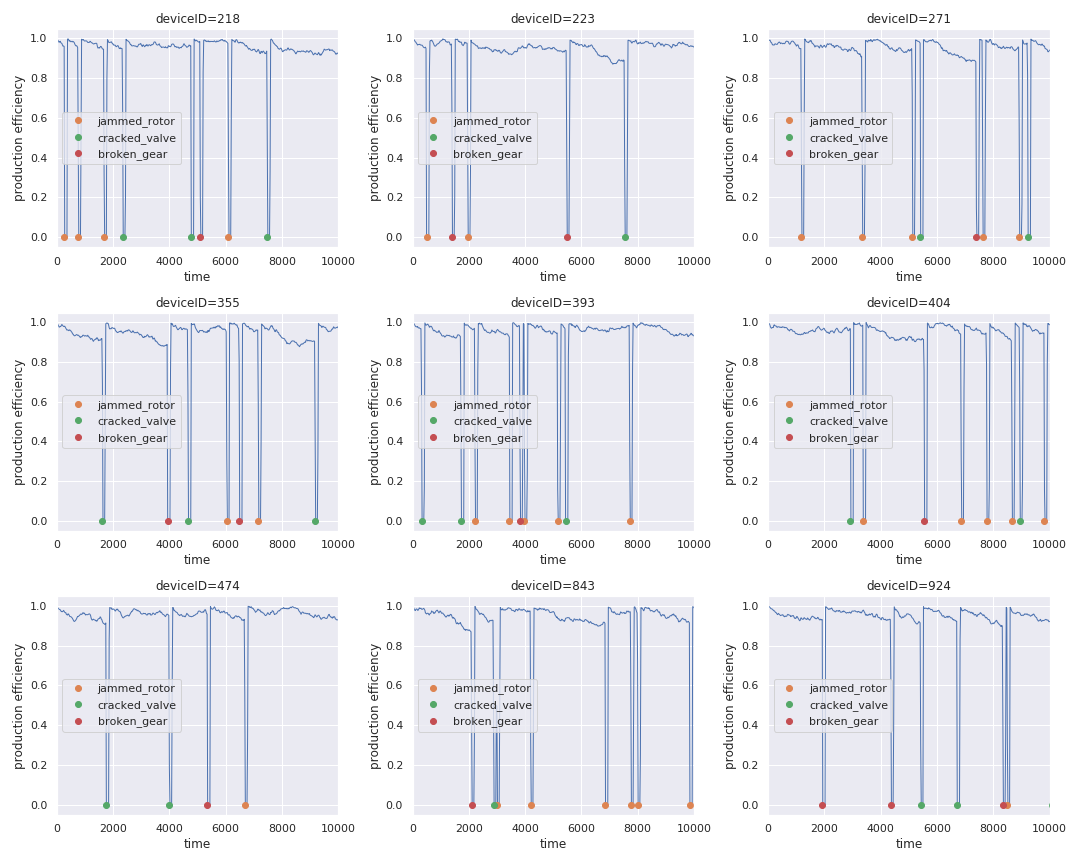 deviceID=218
deviceID=223
deviceID=271
production efficiency
1.0
0.8
0.6
0.4
0.2
0.0
jammed_rotor
cracked_valve
broken_gear
0 2000 4000 6000 8000 10000
time
production efficiency
1.0
0.8
0.6
0.4
0.2
0.0
jammed_rotor
cracked_valve
broken_gear
0 2000 4000 6000 8000 10000
time
production efficiency
1.0
0.8
0.6
0.4
0.2
0.0
jammed_rotor
cracked_valve
broken_gear
0 2000 4000 6000 8000 10000
time
deviceID=355
deviceID=393
deviceID=404
production efficiency
1.0
0.8
0.6
0.4
0.2
0.0
jammed_rotor
cracked_valve
broken_gear
0 2000 4000 6000 8000 10000
time
production efficiency
1.0
0.8
0.6
0.4
0.2
0.0
jammed_rotor
cracked_valve
broken_gear
0 2000 4000 6000 8000 10000
time
production efficiency
1.0
0.8
0.6
0.4
0.2
0.0
jammed_rotor
cracked_valve
broken_gear
0 2000 4000 6000 8000 10000
time
deviceID=474
deviceID=843
deviceID=924
production efficiency
1.0
0.8
0.6
0.4
0.2
0.0
jammed_rotor
cracked_valve
broken_gear
0 2000 4000 6000 8000 10000
time
production efficiency
1.0
0.8
0.6
0.4
0.2
0.0
jammed_rotor
cracked_valve
broken_gear
0 2000 4000 6000 8000 10000
time
production efficiency
1.0
0.8
0.6
0.4
0.2
0.0
jammed_rotor
cracked_valve
broken_gear
0 2000 4000 6000 8000 10000
time